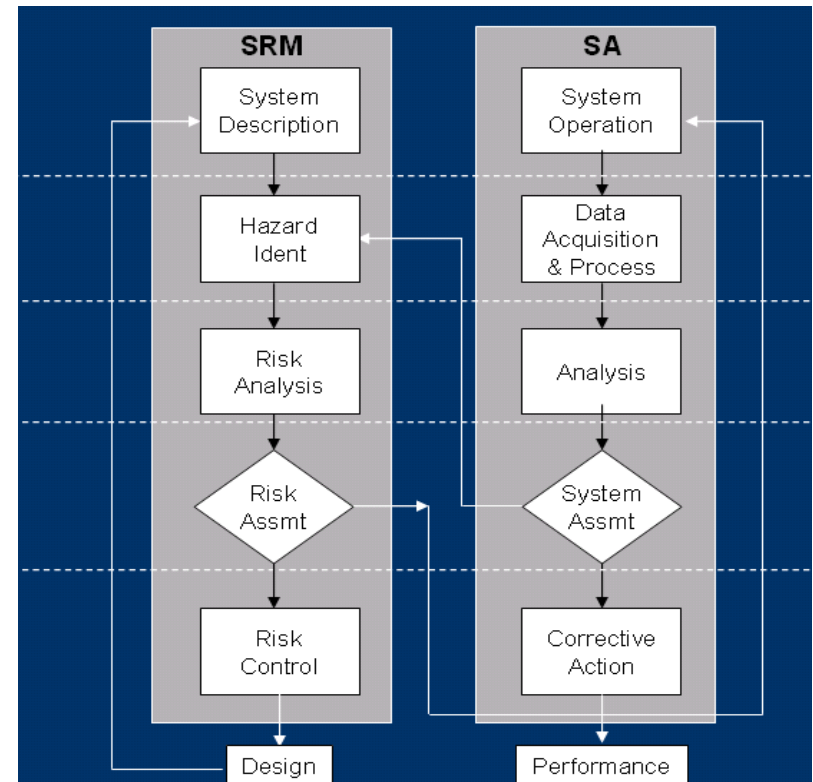 SRM
System
Description
Hazard
Ident
Risk
Analysis
Risk
Assmt
Risk
Control
Design
SA
System
Operation
Data
Acquisition
& Process
Analysis
System
Assmt
Corrective
Action
Performance